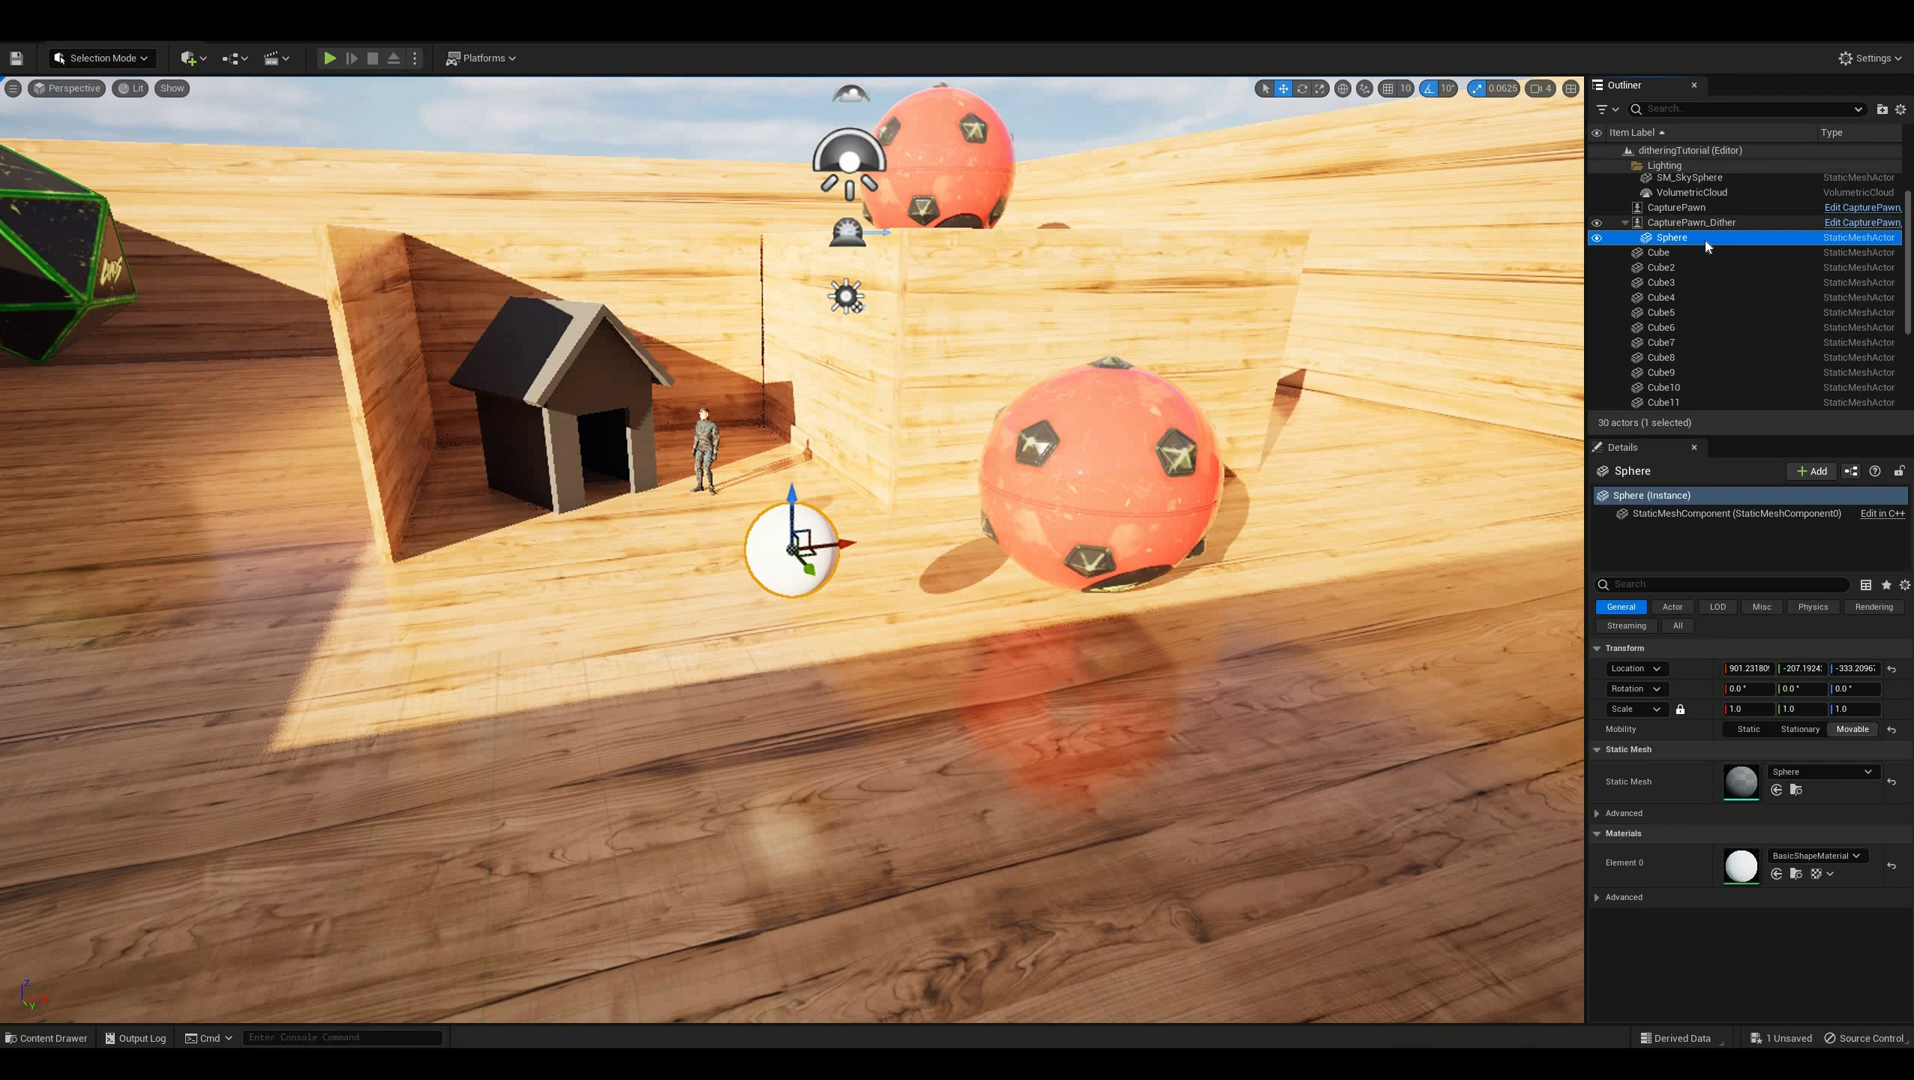 Selection Mode
Platforms
Settings
Perspective
Lit
Show
10
10°
0.0625
4
Outliner
Search...
Item Label
Type
ditheringTutorial (Editor)
Lighting
SM_SkySphere StaticMeshActor
VolumetricCloud VolumetricCloud
CapturePawn Edit CapturePawn
CapturePawn_Dither Edit CapturePawn
Sphere StaticMeshActor
Cube StaticMeshActor
Cube2 StaticMeshActor
Cube3 StaticMeshActor
Cube4 StaticMeshActor
Cube5 StaticMeshActor
Cube6 StaticMeshActor
Cube7 StaticMeshActor
Cube8 StaticMeshActor
Cube9 StaticMeshActor
Cube10 StaticMeshActor
Cube11 StaticMeshActor
30 actors (1 selected)
Details
Sphere
+ Add
Sphere (Instance)
StaticMeshComponent (StaticMeshComponent0) Edit in C++
Search
General Actor LOD Misc Physics Rendering
Streaming All
Transform
Location 901.2318 -207.1924 -333.2096
Rotation 0.0° 0.0° 0.0°
Scale 1.0 1.0 1.0
Mobility Static Stationary Movable
Static Mesh
Static Mesh Sphere
Advanced
Materials
Element 0 BasicShapeMaterial
Advanced
Z
Y
Content Drawer
Output Log
Cmd
Enter Console Command
Derived Data
1 Unsaved
Source Control